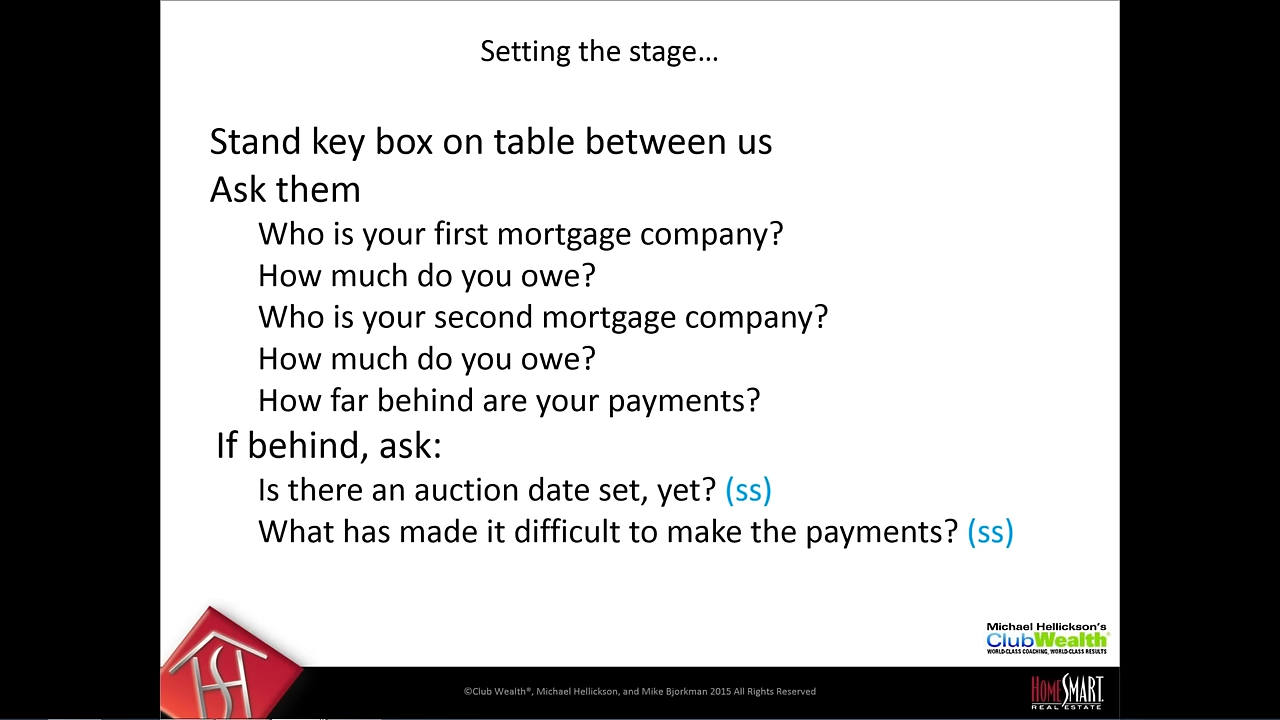 Setting the stage…
Stand key box on table between us
Ask them
Who is your first mortgage company?
How much do you owe?
Who is your second mortgage company?
How much do you owe?
How far behind are your payments?
If behind, ask:
Is there an auction date set, yet? (ss)
What has made it difficult to make the payments? (ss)
Michael Hellickson's
ClubWealth®
WORLD-CLASS COACHING, WORLD-CLASS RESULTS
©Club Wealth®, Michael Hellickson, and Mike Bjorkman 2015 All Rights Reserved
HOMESMART
REAL ESTATE